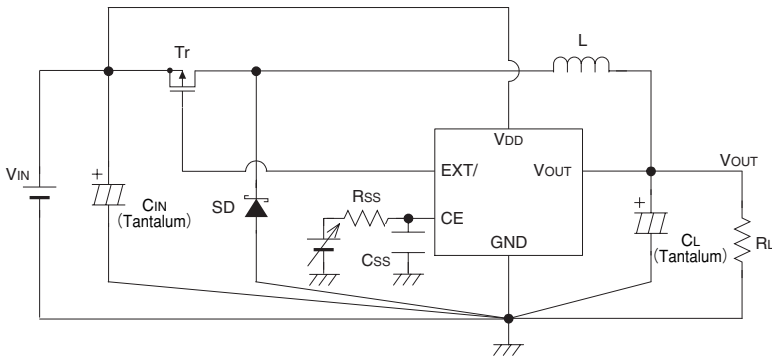 Tr
L
VDD
VIN
+
CIN
(Tantalum)
SD
EXT/
VOUT
VOUT
RSS
CE
CSS
GND
+
CL
(Tantalum)
RL